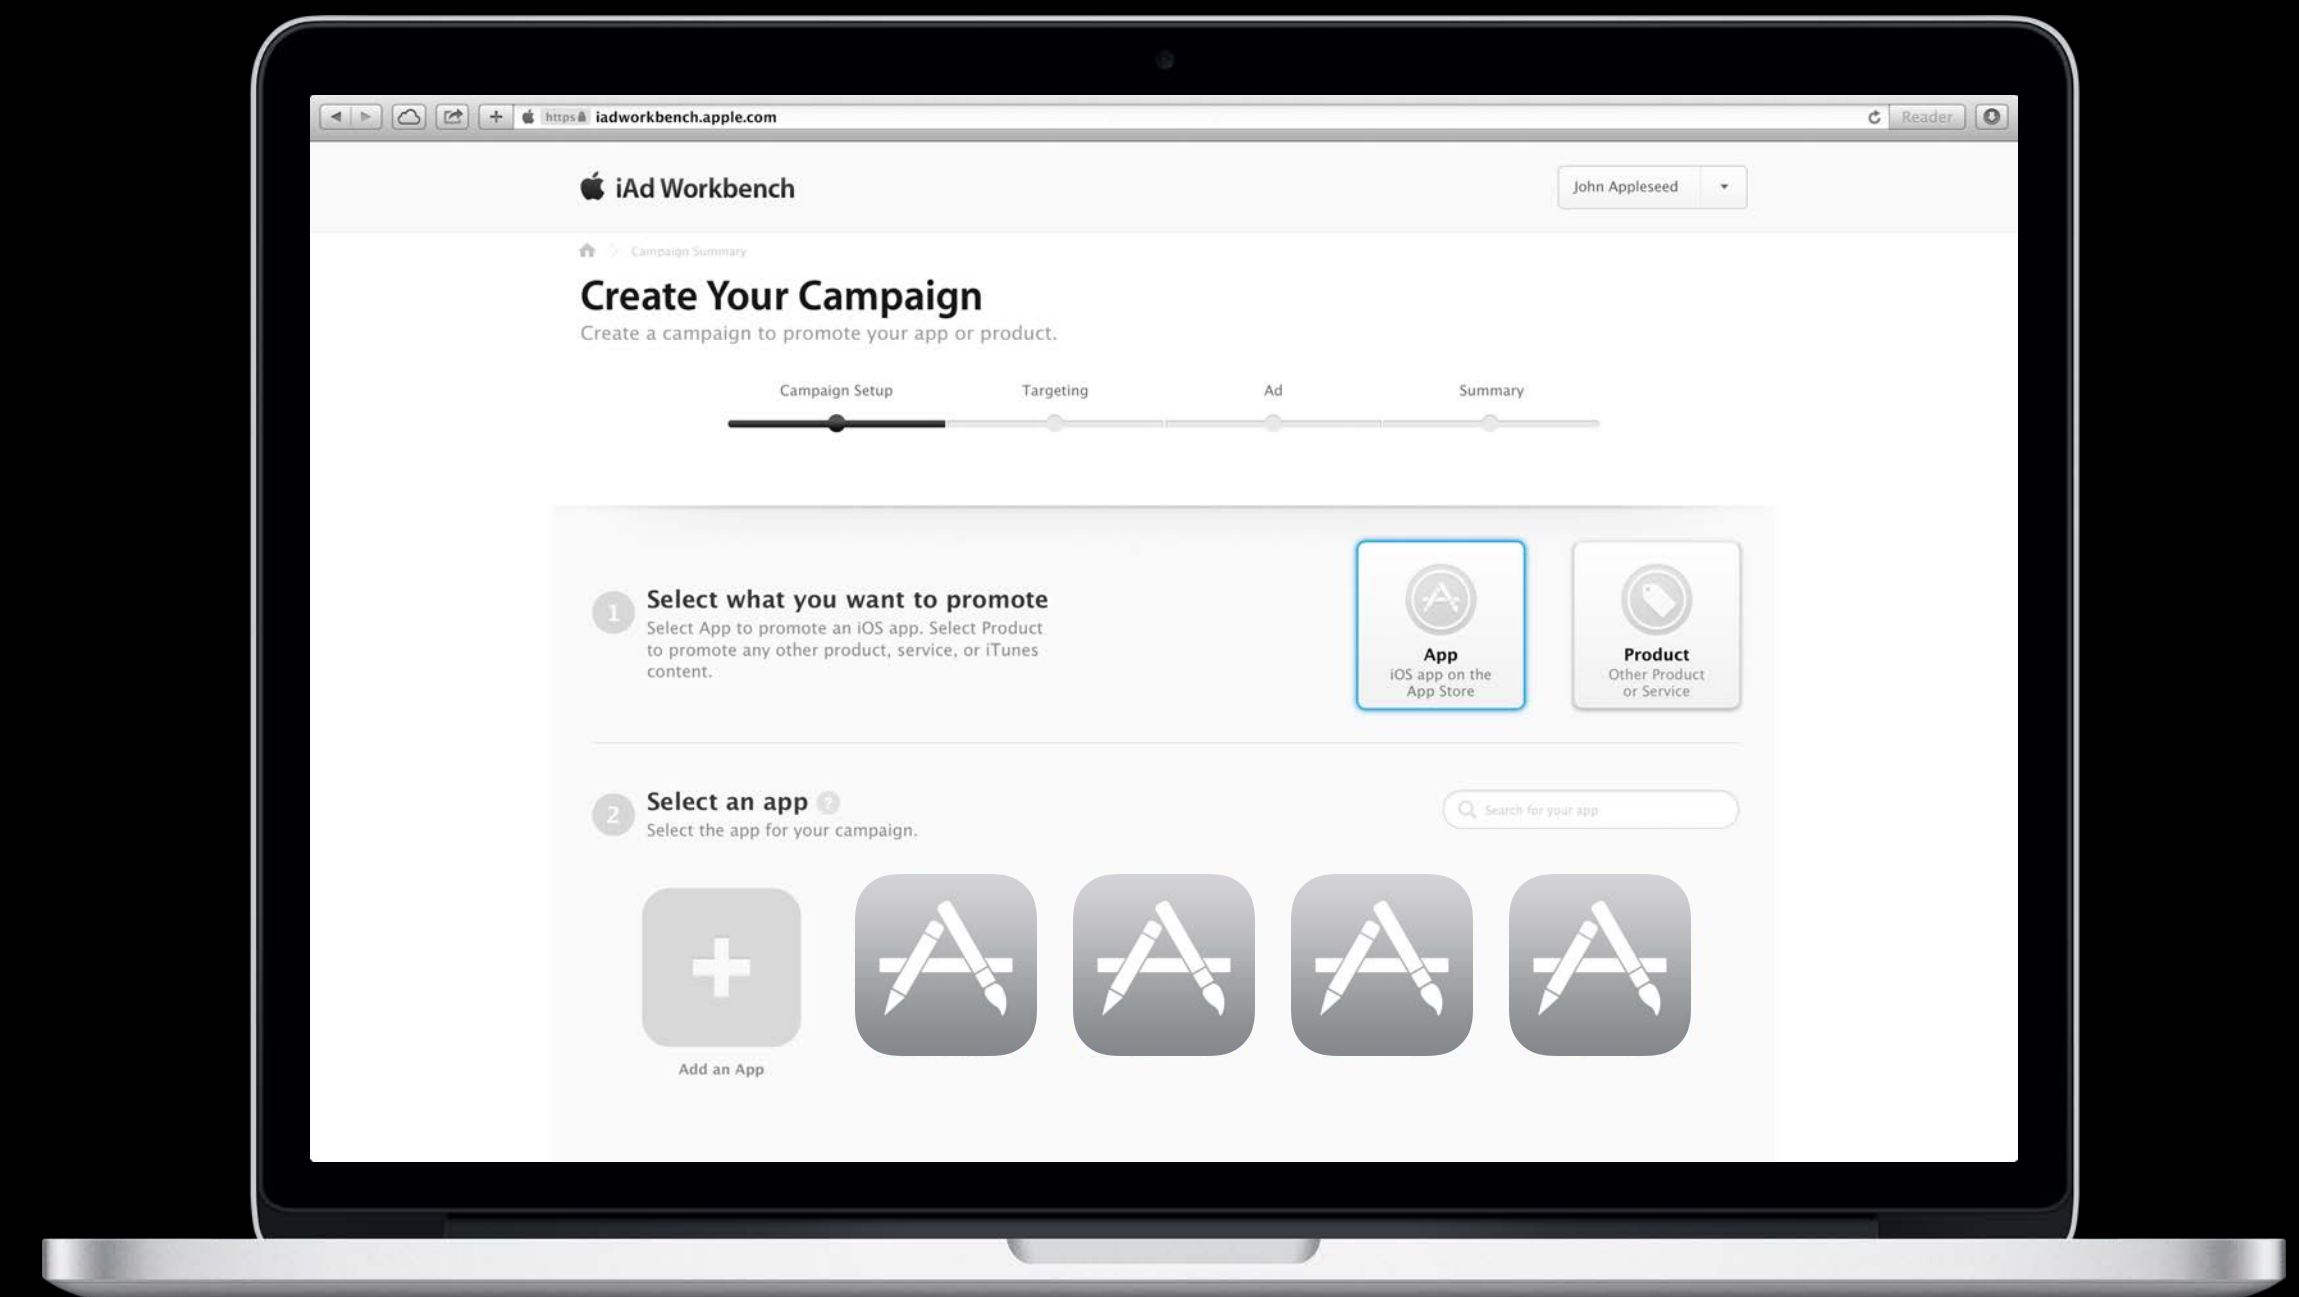 https iadworkbench.apple.com
Reader
iAd Workbench
John Appleseed
Campaign Summary
Create Your Campaign
Create a campaign to promote your app or product.
Campaign Setup
Targeting
Ad
Summary
1
Select what you want to promote
Select App to promote an iOS app. Select Product
to promote any other product, service, or iTunes
content.
App
iOS app on the
App Store
Product
Other Product
or Service
2
Select an app ?
Select the app for your campaign.
Search for your app
Add an App